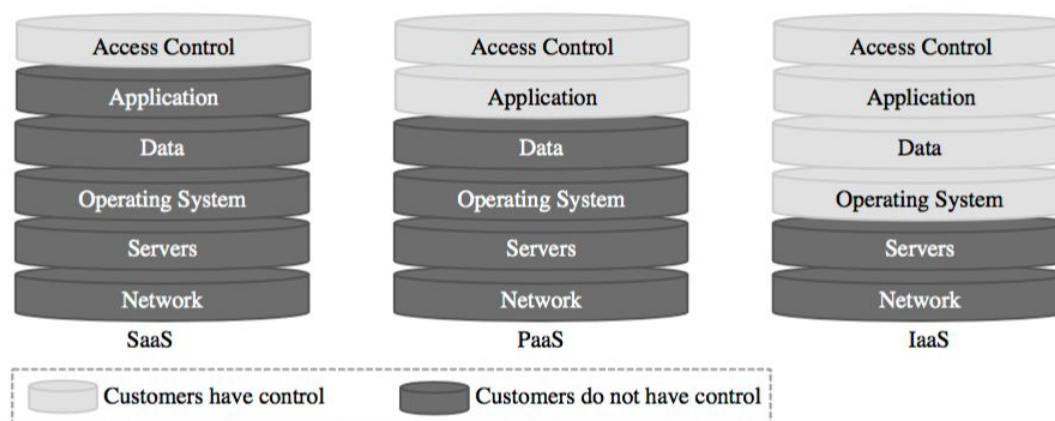 Access Control
Application
Data
Operating System
Servers
Network
SaaS
Access Control
Application
Data
Operating System
Servers
Network
PaaS
Access Control
Application
Data
Operating System
Servers
Network
IaaS
Customers have control
Customers do not have control